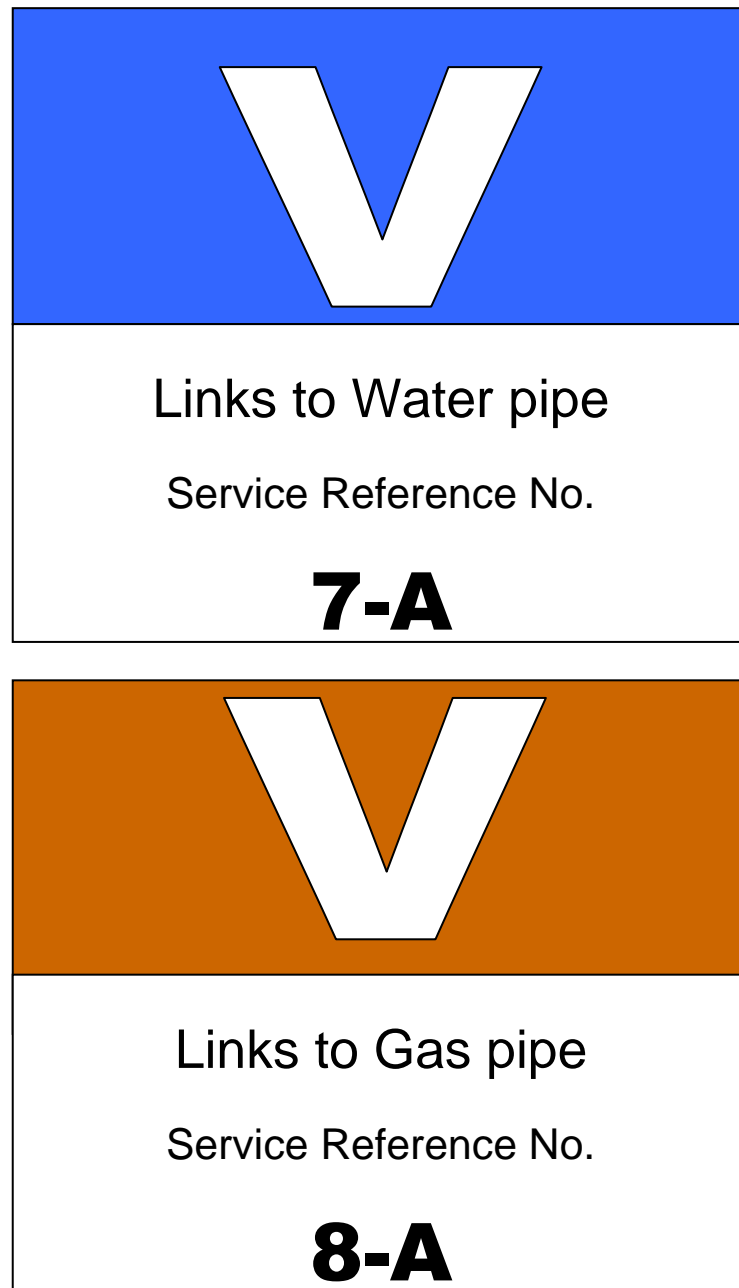 V
Links to Water pipe
Service Reference No.
7-A
V
Links to Gas pipe
Service Reference No.
8-A